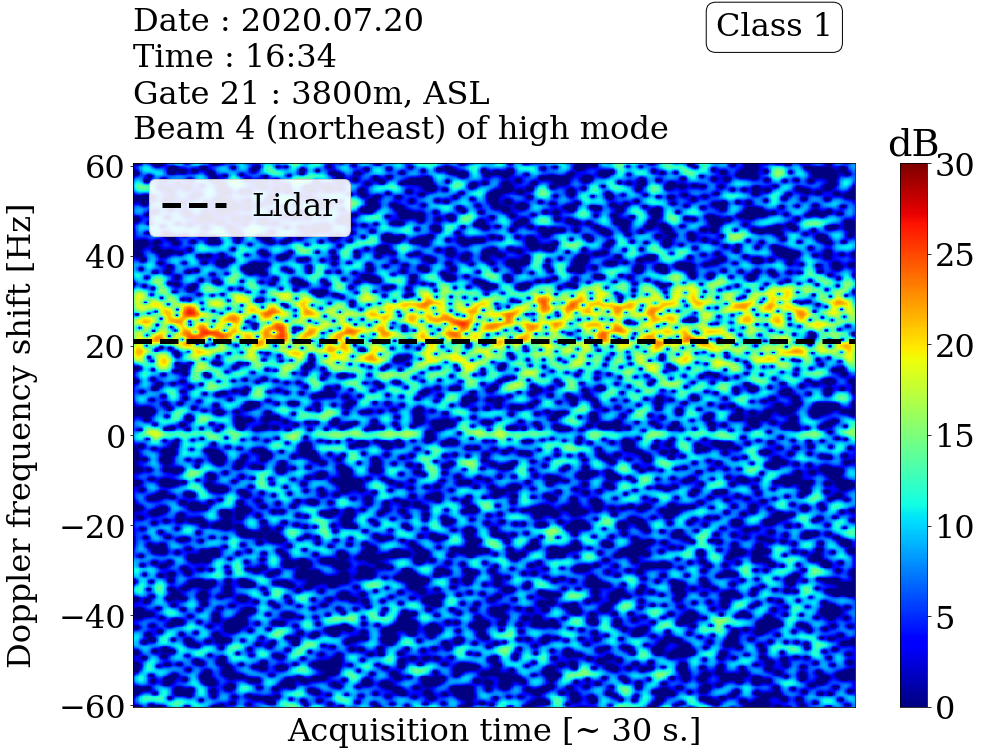 Date : 2020.07.20
Time : 16:34
Gate 21 : 3800m, ASL
Beam 4 (northeast) of high mode
Class 1
dB
Lidar
Doppler frequency shift [Hz]
60
40
20
0
−20
−40
−60
Acquisition time [~ 30 s.]
30
25
20
15
10
5
0